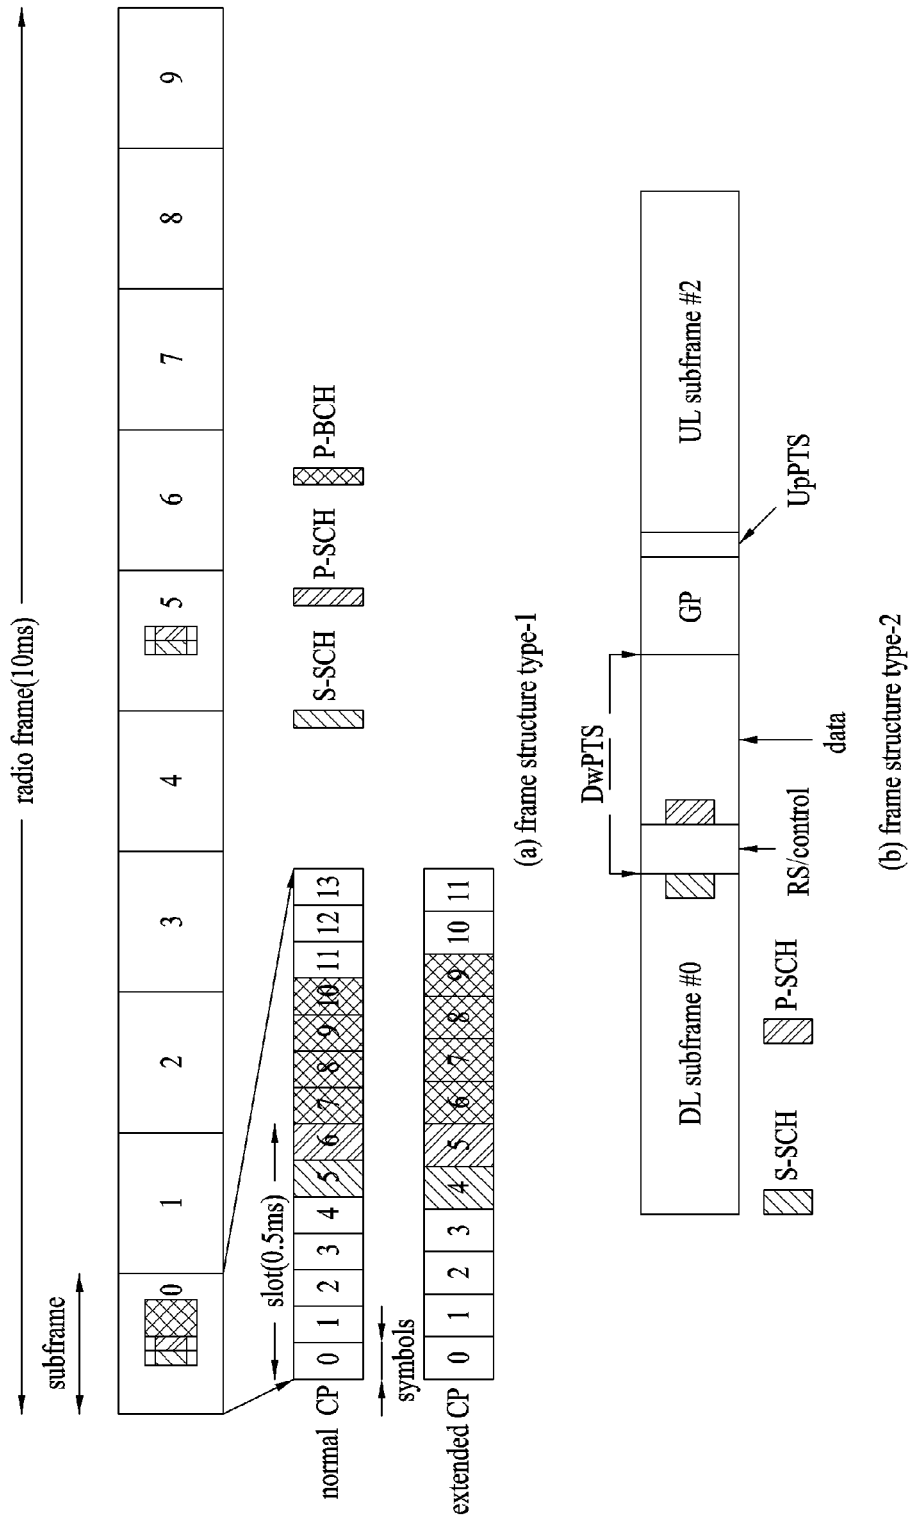 radio frame(10ms)
subframe
0 1 2 3 4 5 6 7 8 9
slot(0.5ms)
normal CP 0 1 2 3 4 5 6 7 8 9 10 11 12 13
S-SCH P-SCH P-BCH
symbols
extended CP 0 1 2 3 4 5 6 7 8 9 10 11
(a) frame structure type-1
DwPTS
DL subframe #0 GP UL subframe #2
S-SCH P-SCH RS/control data UpPTS
(b) frame structure type-2